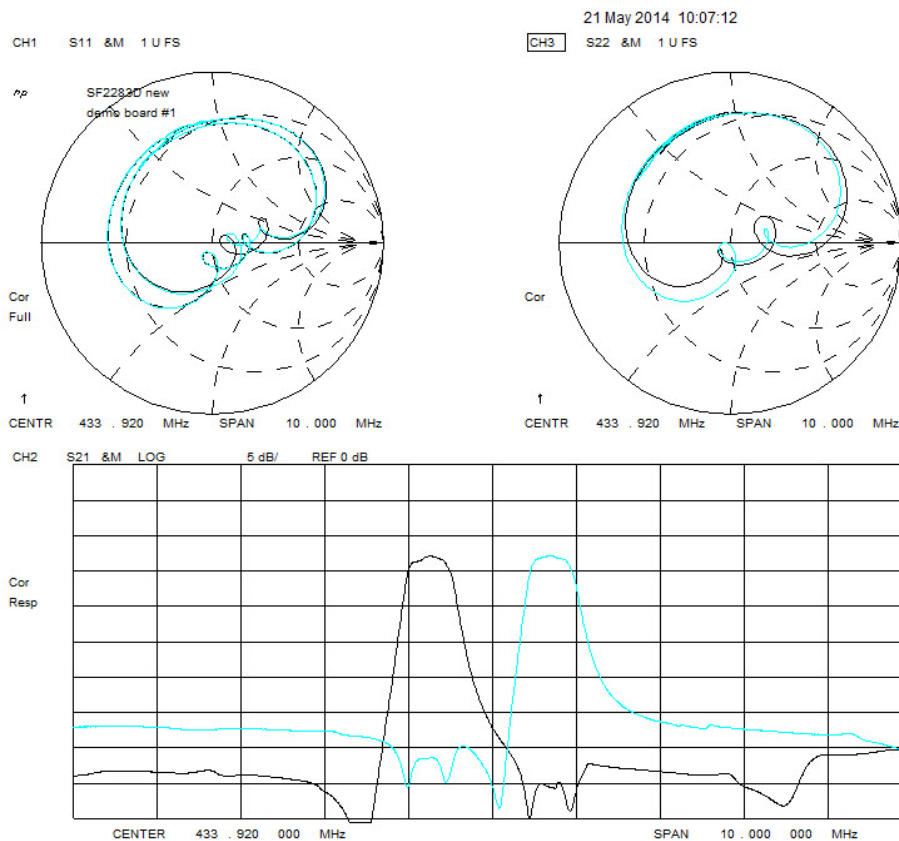 21 May 2014 10:07:12
CH1 S11 &M 1 U FS
CH3 S22 &M 1 U FS
hp
SF2283D new
demo board #1
Cor
Full
Cor
↑
↑
CENTR 433 . 920 MHz SPAN 10 . 000 MHz
CENTR 433 . 920 MHz SPAN 10 . 000 MHz
CH2 S21 &M LOG 5 dB/ REF 0 dB
Cor
Resp
CENTER 433 . 920 000 MHz SPAN 10 . 000 000 MHz